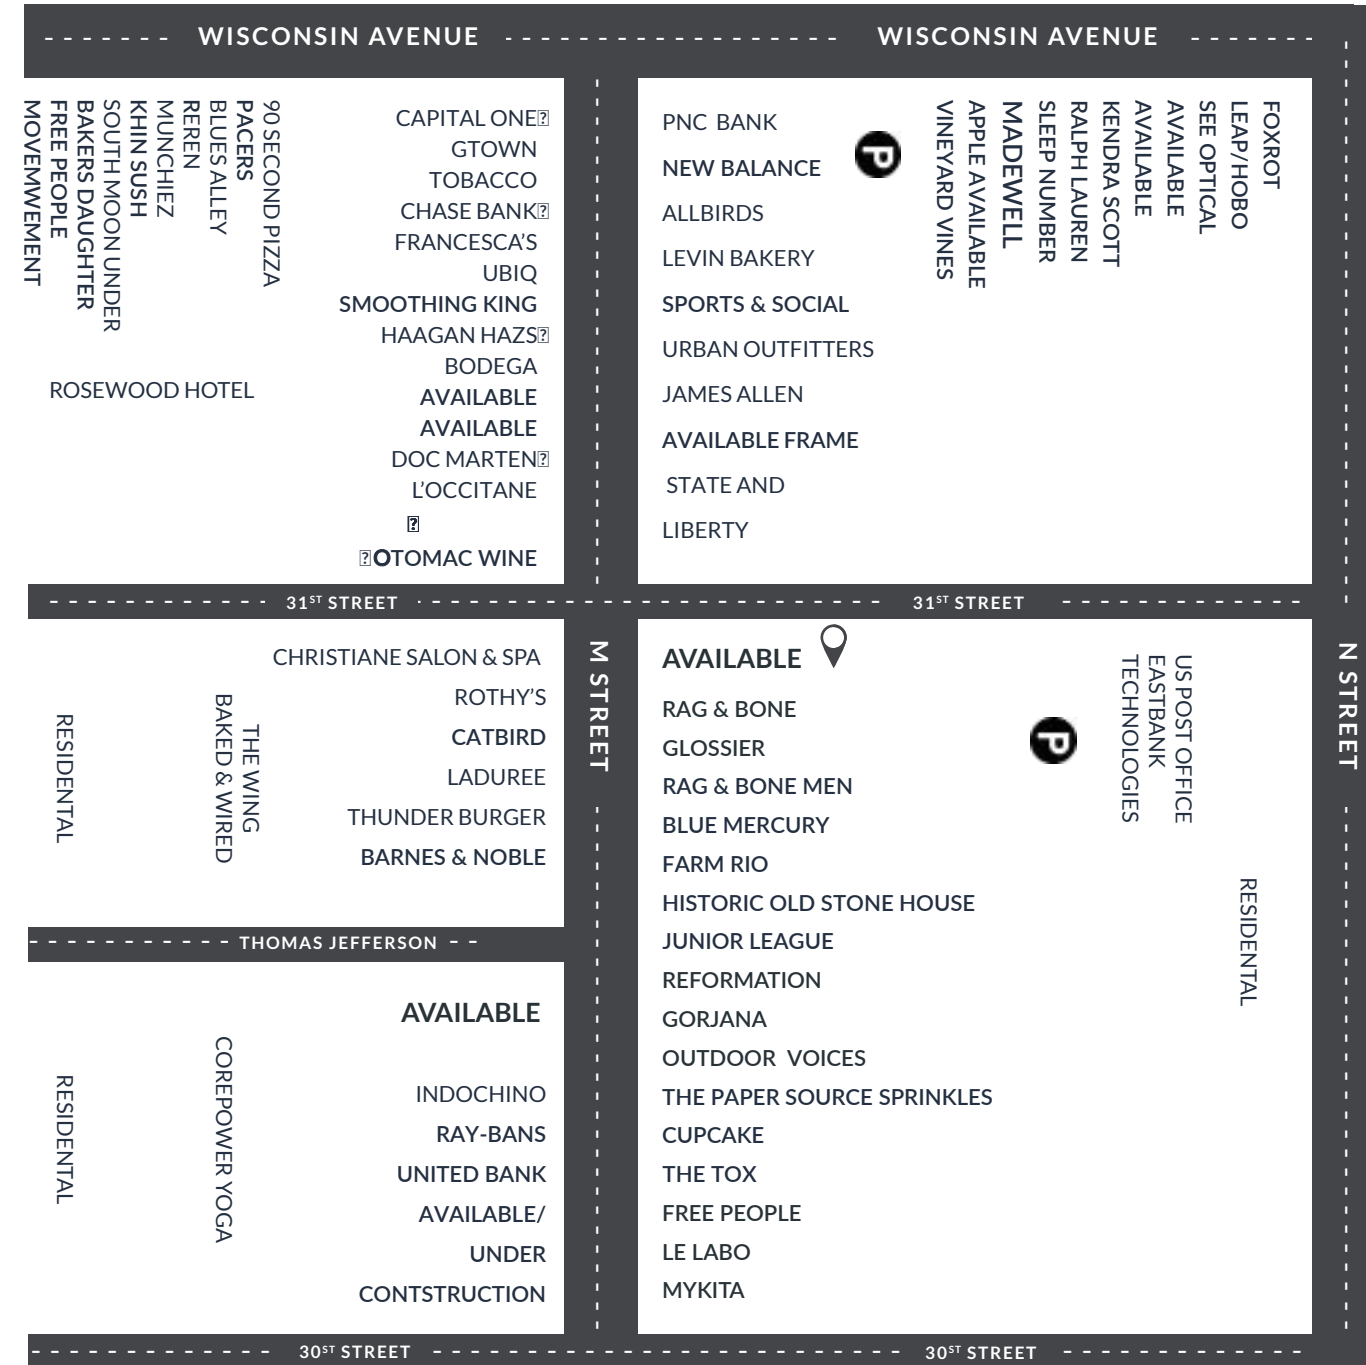 WISCONSIN AVENUE
WISCONSIN AVENUE
MOVEMWEMENT
FREE PEOPLE
BAKERS DAUGHTER
SOUTH MOON UNDER
KHIN SUSH
MUNCHIEZ
REREN
BLUES ALLEY
PACERS
90 SECOND PIZZA
ROSEWOOD HOTEL
CAPITAL ONE
GTOWN
TOBACCO
CHASE BANK
FRANCESCA'S
UBIQ
SMOOTHING KING
HAAGAN HAZS
BODEGA
AVAILABLE
AVAILABLE
DOC MARTEN
L'OCCITANE
OTOMAC WINE
PNC BANK
NEW BALANCE
ALLBIRDS
LEVIN BAKERY
SPORTS & SOCIAL
URBAN OUTFITTERS
JAMES ALLEN
AVAILABLE FRAME
STATE AND
LIBERTY
P
VINEYARD VINES
APPLE AVAILABLE
MADEWELL
SLEEP NUMBER
RALPH LAUREN
KENDRA SCOTT
AVAILABLE
AVAILABLE
SEE OPTICAL
LEAP/HOBO
FOXROT
31ST STREET
31ST STREET
M STREET
N STREET
RESIDENTAL
BAKED & WIRED
THE WING
CHRISTIANE SALON & SPA
ROTHY'S
CATBIRD
LADUREE
THUNDER BURGER
BARNES & NOBLE
THOMAS JEFFERSON
RESIDENTAL
COREPOWER YOGA
AVAILABLE
INDOCHINO
RAY-BANS
UNITED BANK
AVAILABLE/
UNDER
CONTSTRUCTION
AVAILABLE
RAG & BONE
GLOSSIER
RAG & BONE MEN
BLUE MERCURY
FARM RIO
HISTORIC OLD STONE HOUSE
JUNIOR LEAGUE
REFORMATION
GORJANA
OUTDOOR VOICES
THE PAPER SOURCE SPRINKLES
CUPCAKE
THE TOX
FREE PEOPLE
LE LABO
MYKITA
P
US POST OFFICE
EASTBANK
TECHNOLOGIES
RESIDENTAL
30ST STREET
30ST STREET